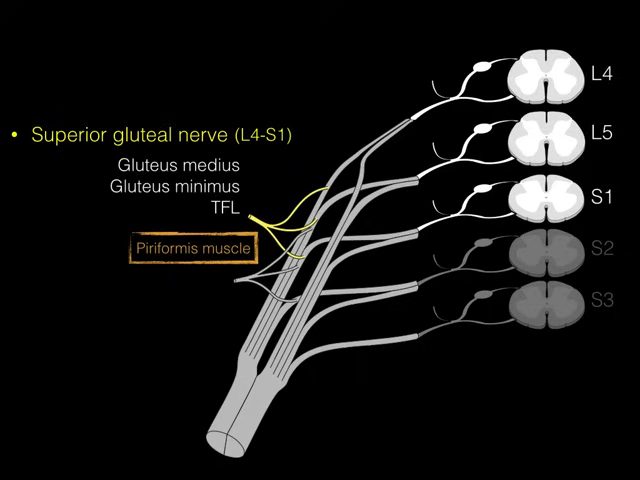 L4
L5
• Superior gluteal nerve (L4-S1)
Gluteus medius
Gluteus minimus
TFL
S1
Piriformis muscle
S2
S3